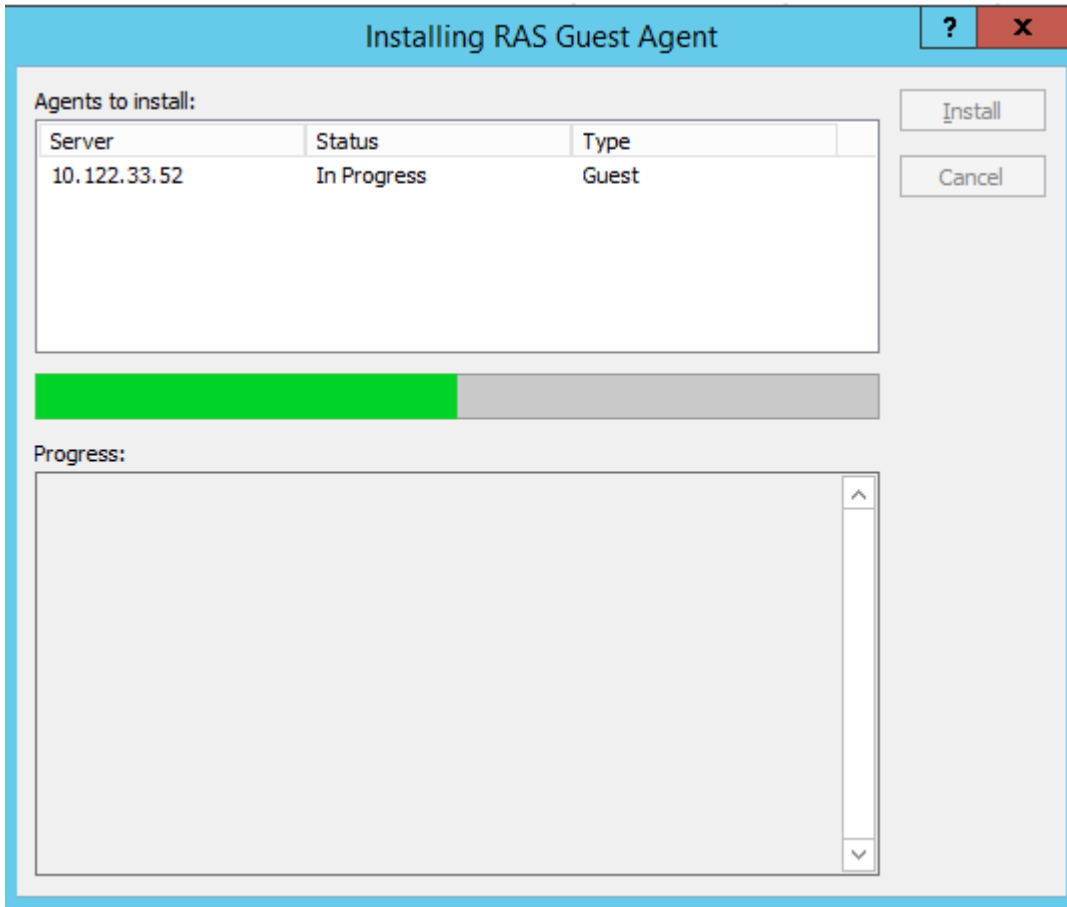 Installing RAS Guest Agent
? x
Agents to install:
Install
Server Status Type
10.122.33.52 In Progress Guest
Cancel
Progress: